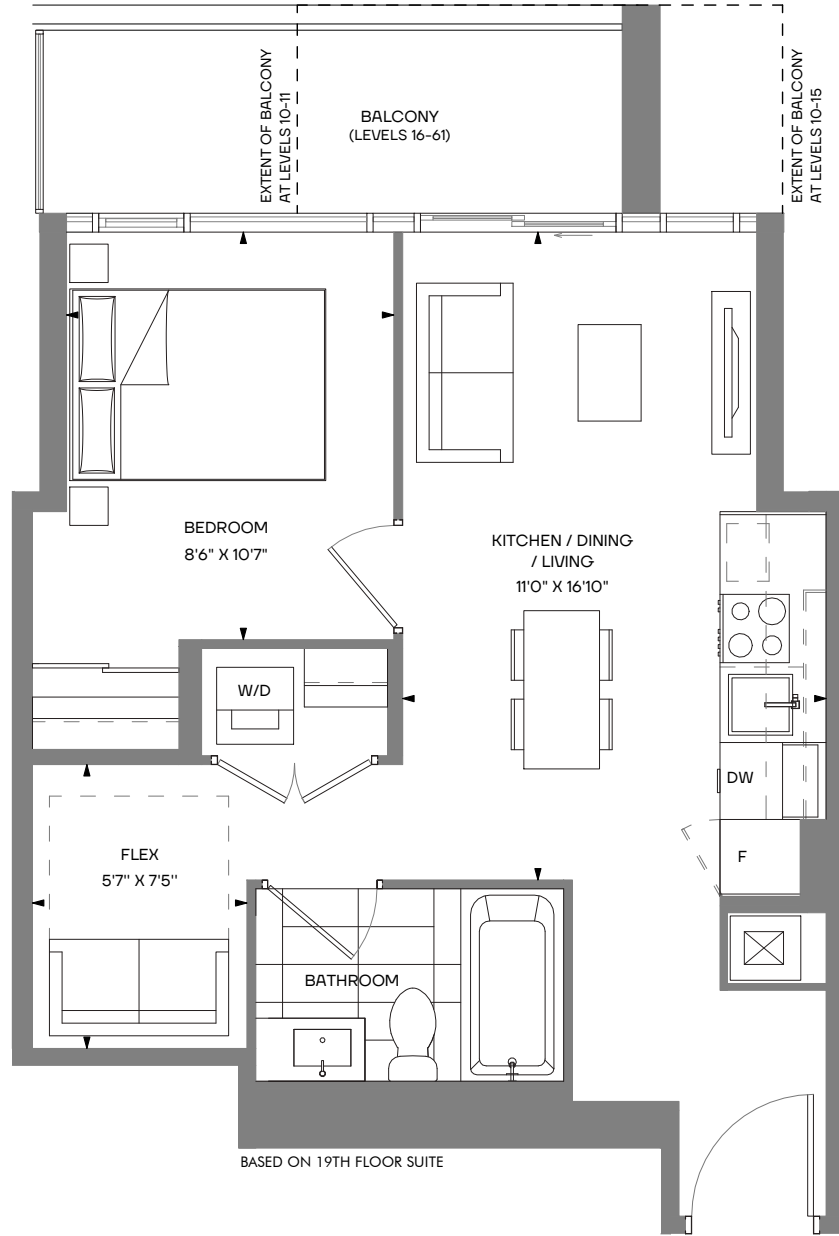 EXTENT OF BALCONY
AT LEVELS 10-11
BALCONY
(LEVELS 16-61)
EXTENT OF BALCONY
AT LEVELS 10-15
BEDROOM
8'6" X 10'7"
KITCHEN / DINING
/ LIVING
11'0" X 16'10"
W/D
DW
FLEX
5'7" X 7'5"
F
BATHROOM
BASED ON 19TH FLOOR SUITE